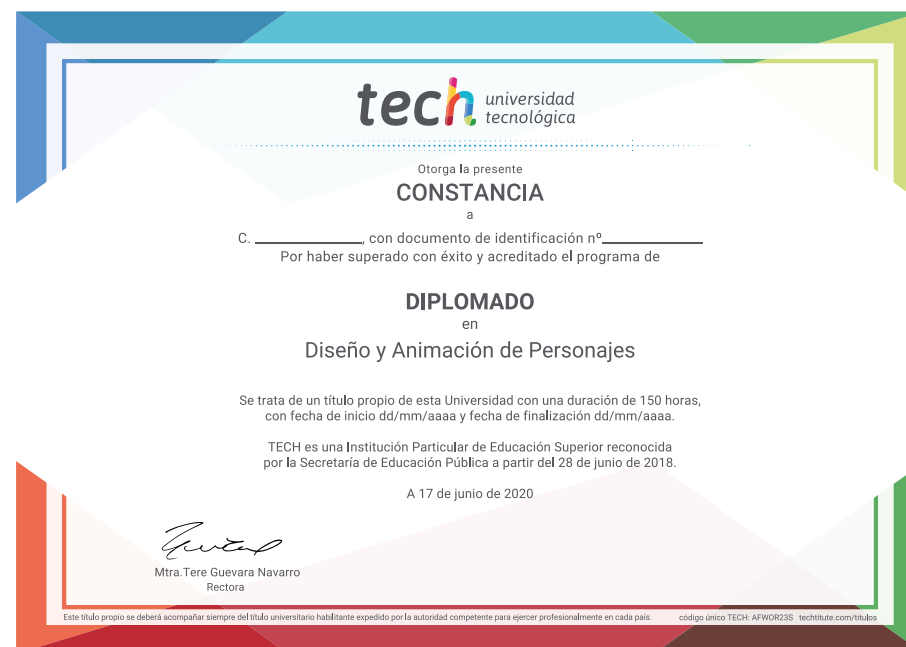 tech universidad
tecnológica
Otorga la presente
CONSTANCIA
a
C. ____________, con documento de identificación nº____________
Por haber superado con éxito y acreditado el programa de
DIPLOMADO
en
Diseño y Animación de Personajes
Se trata de un título propio de esta Universidad con una duración de 150 horas,
con fecha de inicio dd/mm/aaaa y fecha de finalización dd/mm/aaaa.
TECH es una Institución Particular de Educación Superior reconocida
por la Secretaría de Educación Pública a partir del 28 de junio de 2018.
A 17 de junio de 2020
Mtra.Tere Guevara Navarro
Rectora
Este título propio se deberá acompañar siempre del título universitario habilitante expedido por la autoridad competente para ejercer profesionalmente en cada país. código único TECH: AFWOR23S techtitute.com/titulos